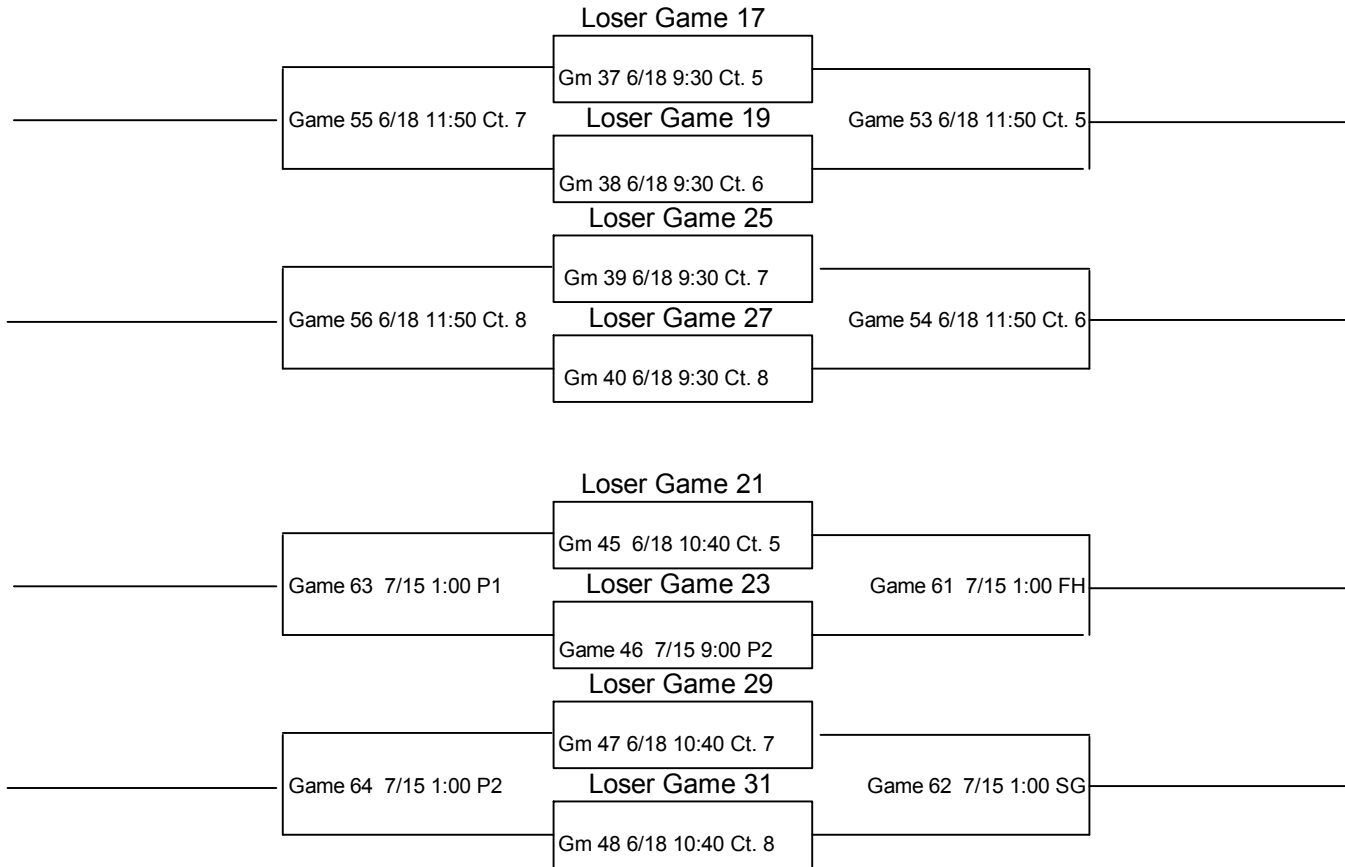 Loser Game 17
Gm 37 6/18 9:30 Ct. 5
Game 55 6/18 11:50 Ct. 7
Loser Game 19
Game 53 6/18 11:50 Ct. 5
Gm 38 6/18 9:30 Ct. 6
Loser Game 25
Gm 39 6/18 9:30 Ct. 7
Game 56 6/18 11:50 Ct. 8
Loser Game 27
Game 54 6/18 11:50 Ct. 6
Gm 40 6/18 9:30 Ct. 8
Loser Game 21
Gm 45  6/18 10:40 Ct. 5
Game 63  7/15 1:00 P1
Loser Game 23
Game 61  7/15 1:00 FH
Game 46  7/15 9:00 P2
Loser Game 29
Gm 47 6/18 10:40 Ct. 7
Game 64  7/15 1:00 P2
Loser Game 31
Game 62  7/15 1:00 SG
Gm 48 6/18 10:40 Ct. 8